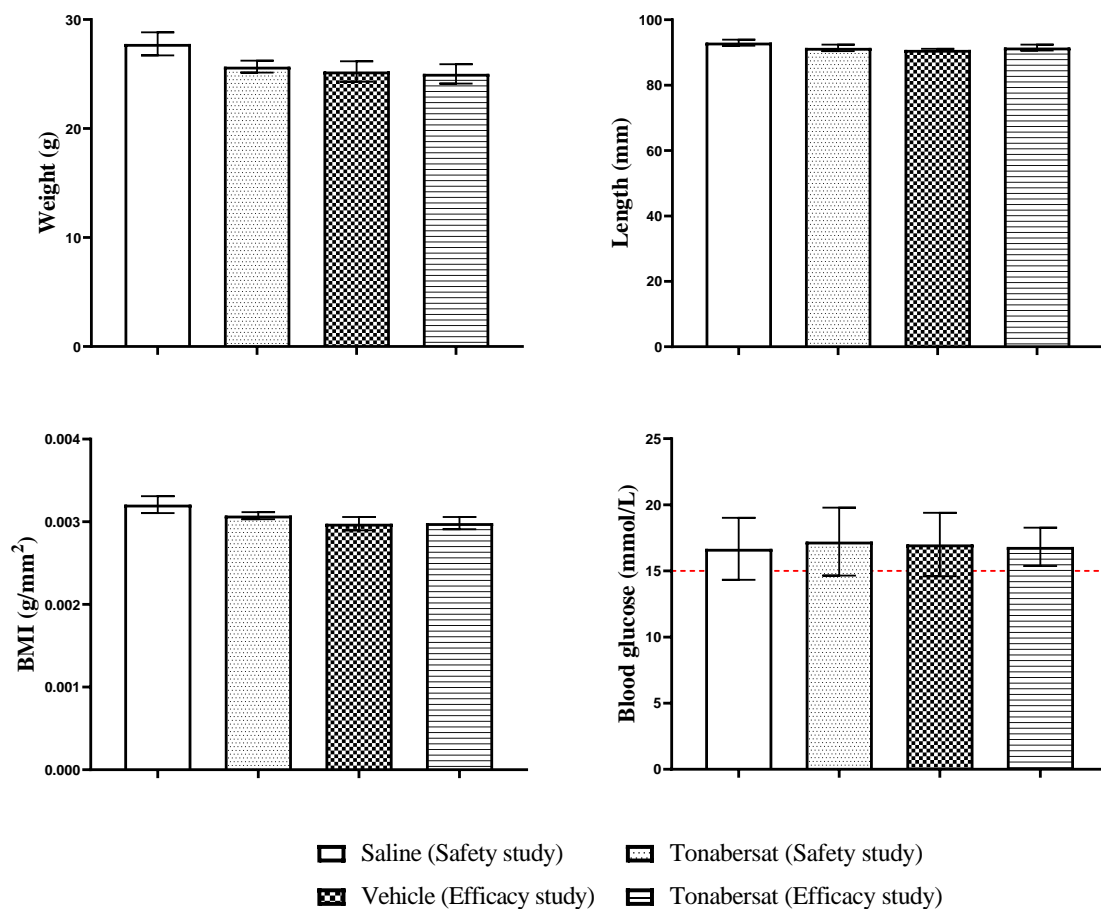 Weight (g)
30
20
10
0
Length (mm)
100
80
60
40
20
0
BMI (g/mm²)
0.004
0.003
0.002
0.001
0.000
Blood glucose (mmol/L)
25
20
15
10
5
0
Saline (Safety study)
Tonabersat (Safety study)
Vehicle (Efficacy study)
Tonabersat (Efficacy study)